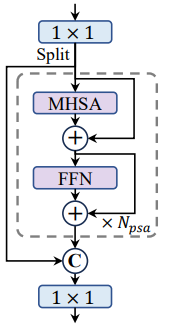 1 × 1
Split
MHSA
+
FFN
+
× N_psa
C
1 × 1